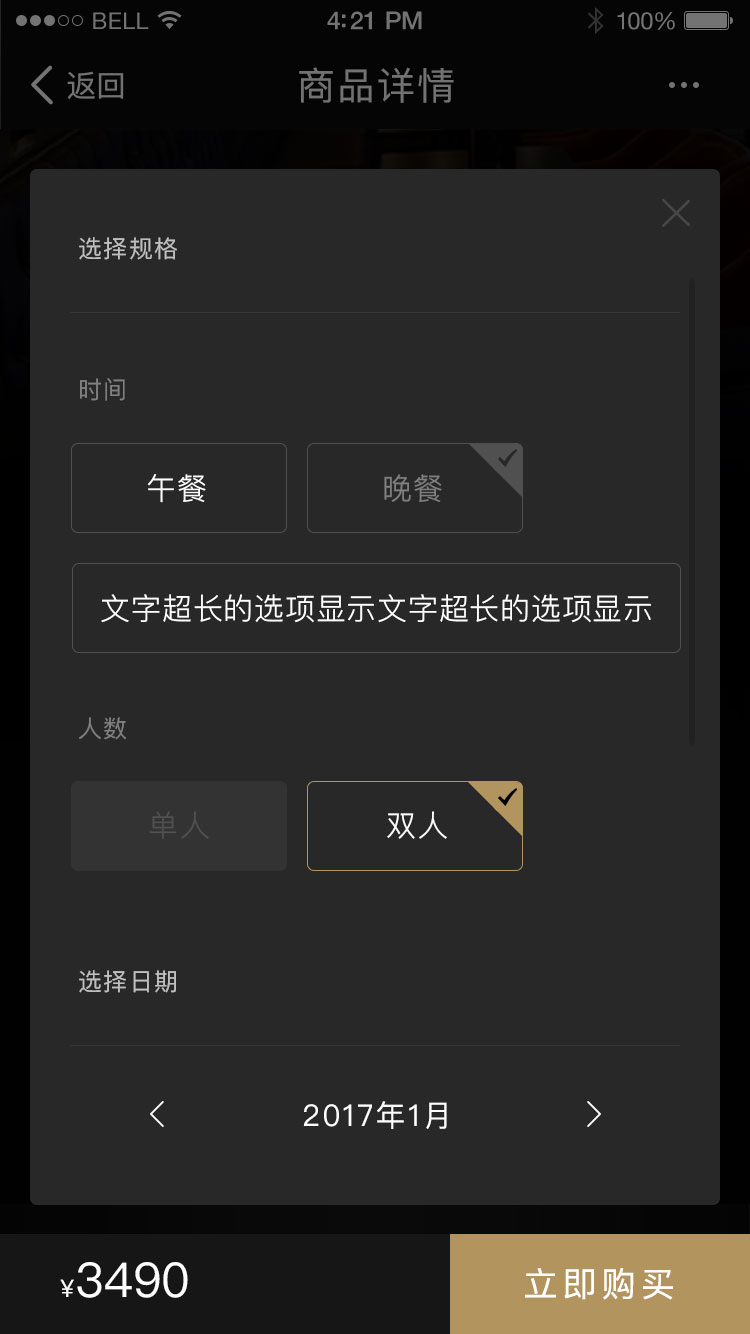 BELL 4:21 PM 100%
返回 商品详情
选择规格
时间
午餐 晚餐
文字超长的选项显示文字超长的选项显示
人数
单人 双人
选择日期
2017年1月
¥3490 立即购买